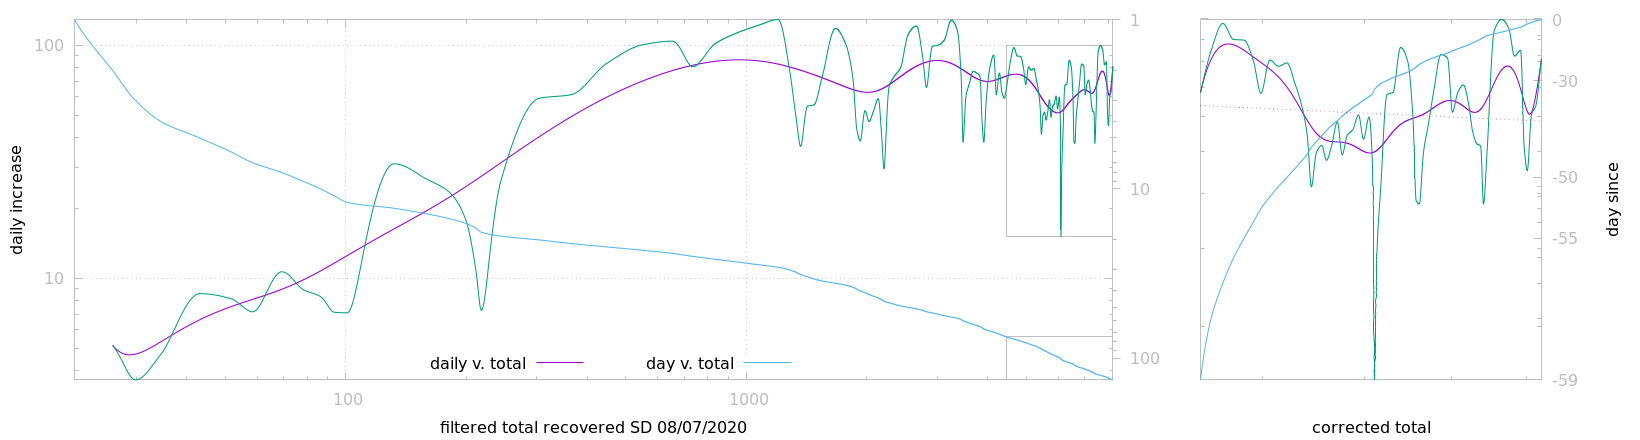 1
0
100
-30
daily increase
10
-50
day since
-55
10
daily v. total
day v. total
100
-59
100
1000
filtered total recovered SD 08/07/2020
corrected total